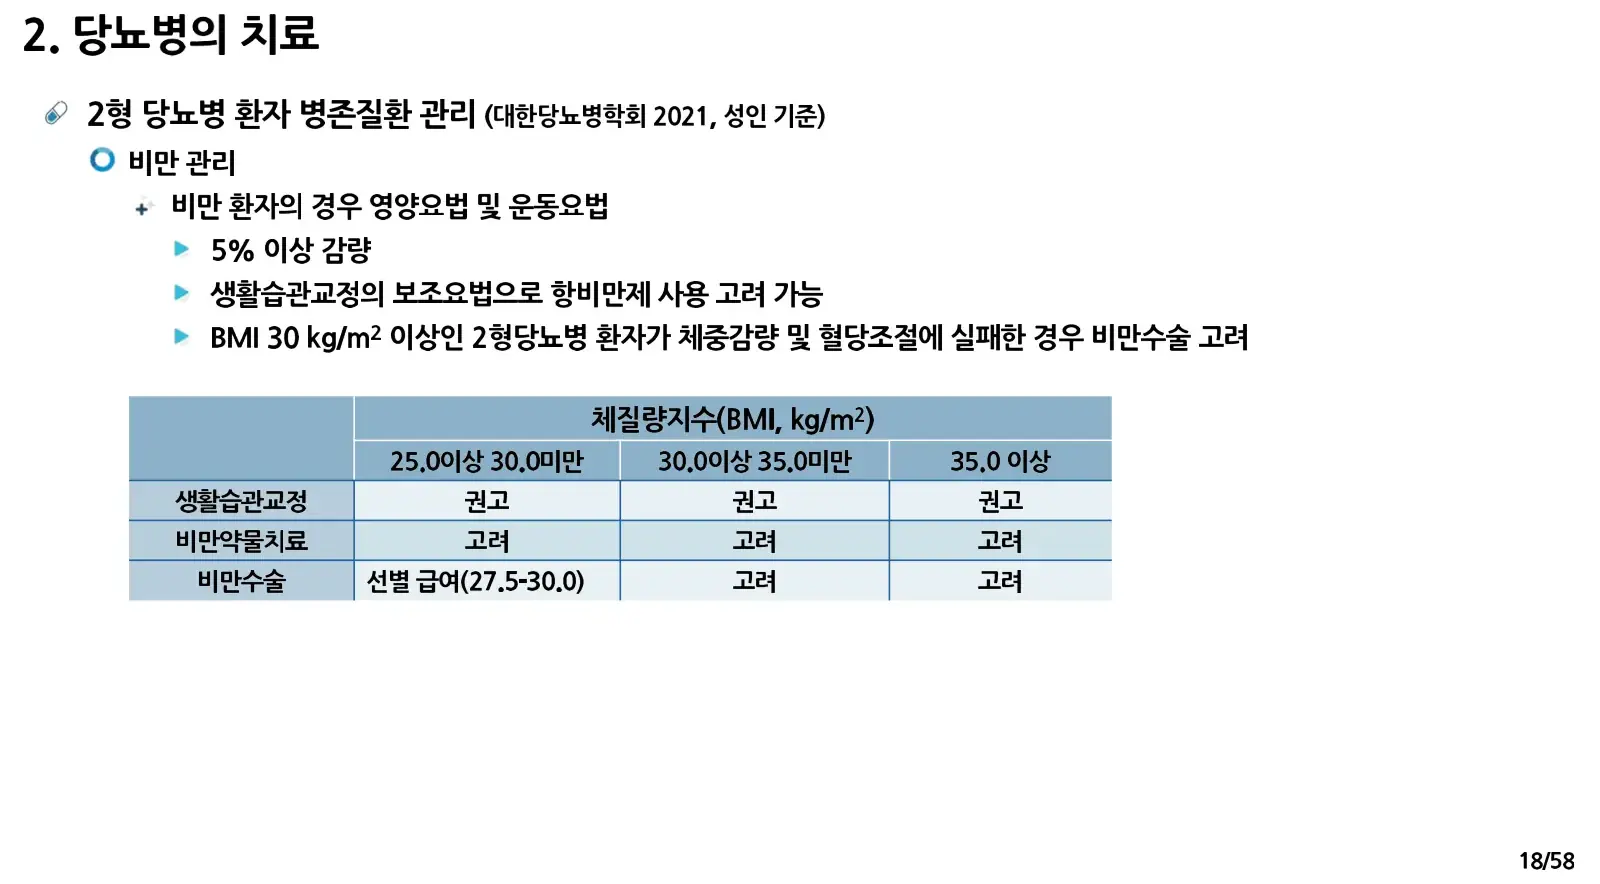 2. 당뇨병의 치료
2형 당뇨병 환자 병존질환 관리 (대한당뇨병학회 2021, 성인 기준)
비만 관리
비만 환자의 경우 영양요법 및 운동요법
5% 이상 감량
생활습관교정의 보조요법으로 항비만제 사용 고려 가능
BMI 30 kg/m² 이상인 2형당뇨병 환자가 체중감량 및 혈당조절에 실패한 경우 비만수술 고려
체질량지수(BMI, kg/m²)
25.0이상 30.0미만 30.0이상 35.0미만 35.0 이상
생활습관교정 권고 권고 권고
비만약물치료 고려 고려 고려
비만수술 선별 급여(27.5-30.0) 고려 고려
18/58